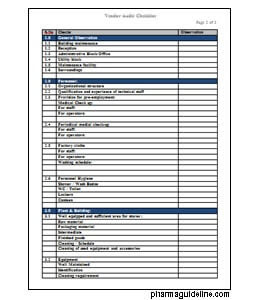 Vendor Audit Checklist
Page 2 of 2
S.No Checks Observation
1.0 General Observation
1.1 Building maintenance
1.2 Reception
1.3 Administrative Block/Office
1.4 Utility block
1.5 Maintenance facility
1.6 Surroundings
2.0 Personnel
2.1 Organizational structure
2.2 Qualification and experience of technical staff
2.3 Provision for pre-employment
Medical Check up:
For staff:
For operators:
2.4 Periodical medical checkup:
For staff:
For operators:
2.5 Factory cloths
For staff:
For operators:
Washing schedule:
2.6 Personnel Hygiene
Shower / Wash Basins
WC / Toilet
Lockers
Canteen
3.0 Plant & Building:
3.1 Well equipped and sufficient area for stores:
Raw material
Packaging material
Intermediate
Finished goods
Cleaning - Schedule
Cleaning of used equipment and accessories
3.2 Equipment
Well Maintained
Identification
Cleaning requirement
pharmaguideline.com